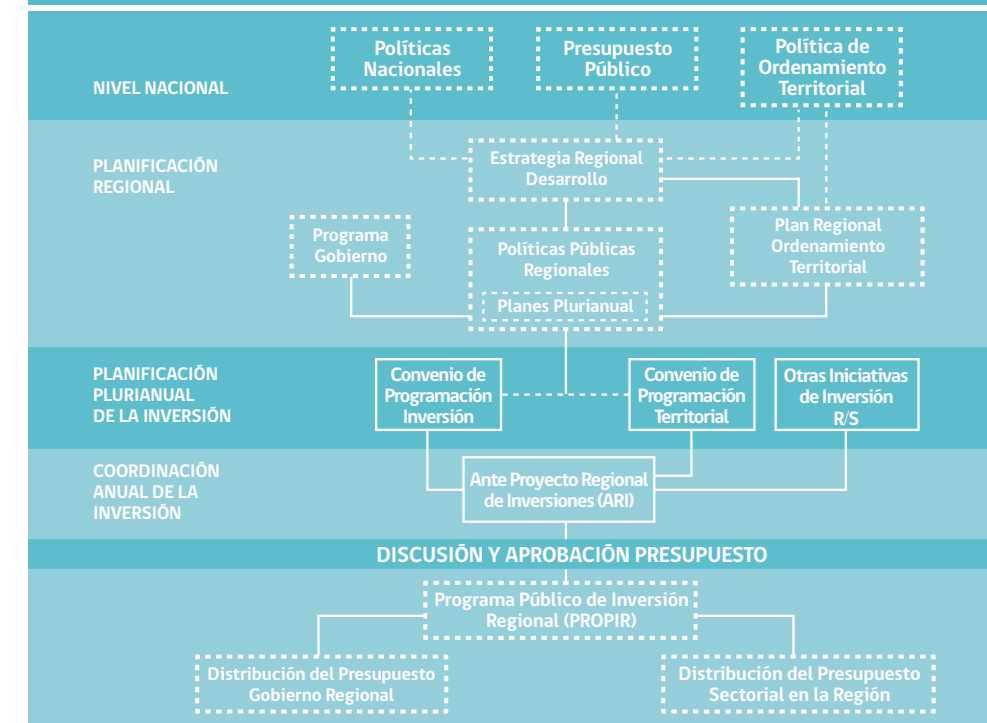 Políticas
Nacionales
Presupuesto
Público
Política de
Ordenamiento
Territorial
NIVEL NACIONAL
PLANIFICACIÓN
REGIONAL
Estrategia Regional
Desarrollo
Programa
Gobierno
Políticas Públicas
Regionales
Planes Plurianual
Plan Regional
Ordenamiento
Territorial
PLANIFICACIÓN
PLURIANUAL
DE LA INVERSIÓN
Convenio de
Programación
Inversión
Convenio de
Programación
Territorial
Otras Iniciativas
de Inversión
R/S
COORDINACIÓN
ANUAL DE LA
INVERSIÓN
Ante Proyecto Regional
de Inversiones (ARI)
DISCUSIÓN Y APROBACIÓN PRESUPUESTO
Programa Público de Inversión
Regional (PROPIR)
Distribución del Presupuesto
Gobierno Regional
Distribución del Presupuesto
Sectorial en la Región